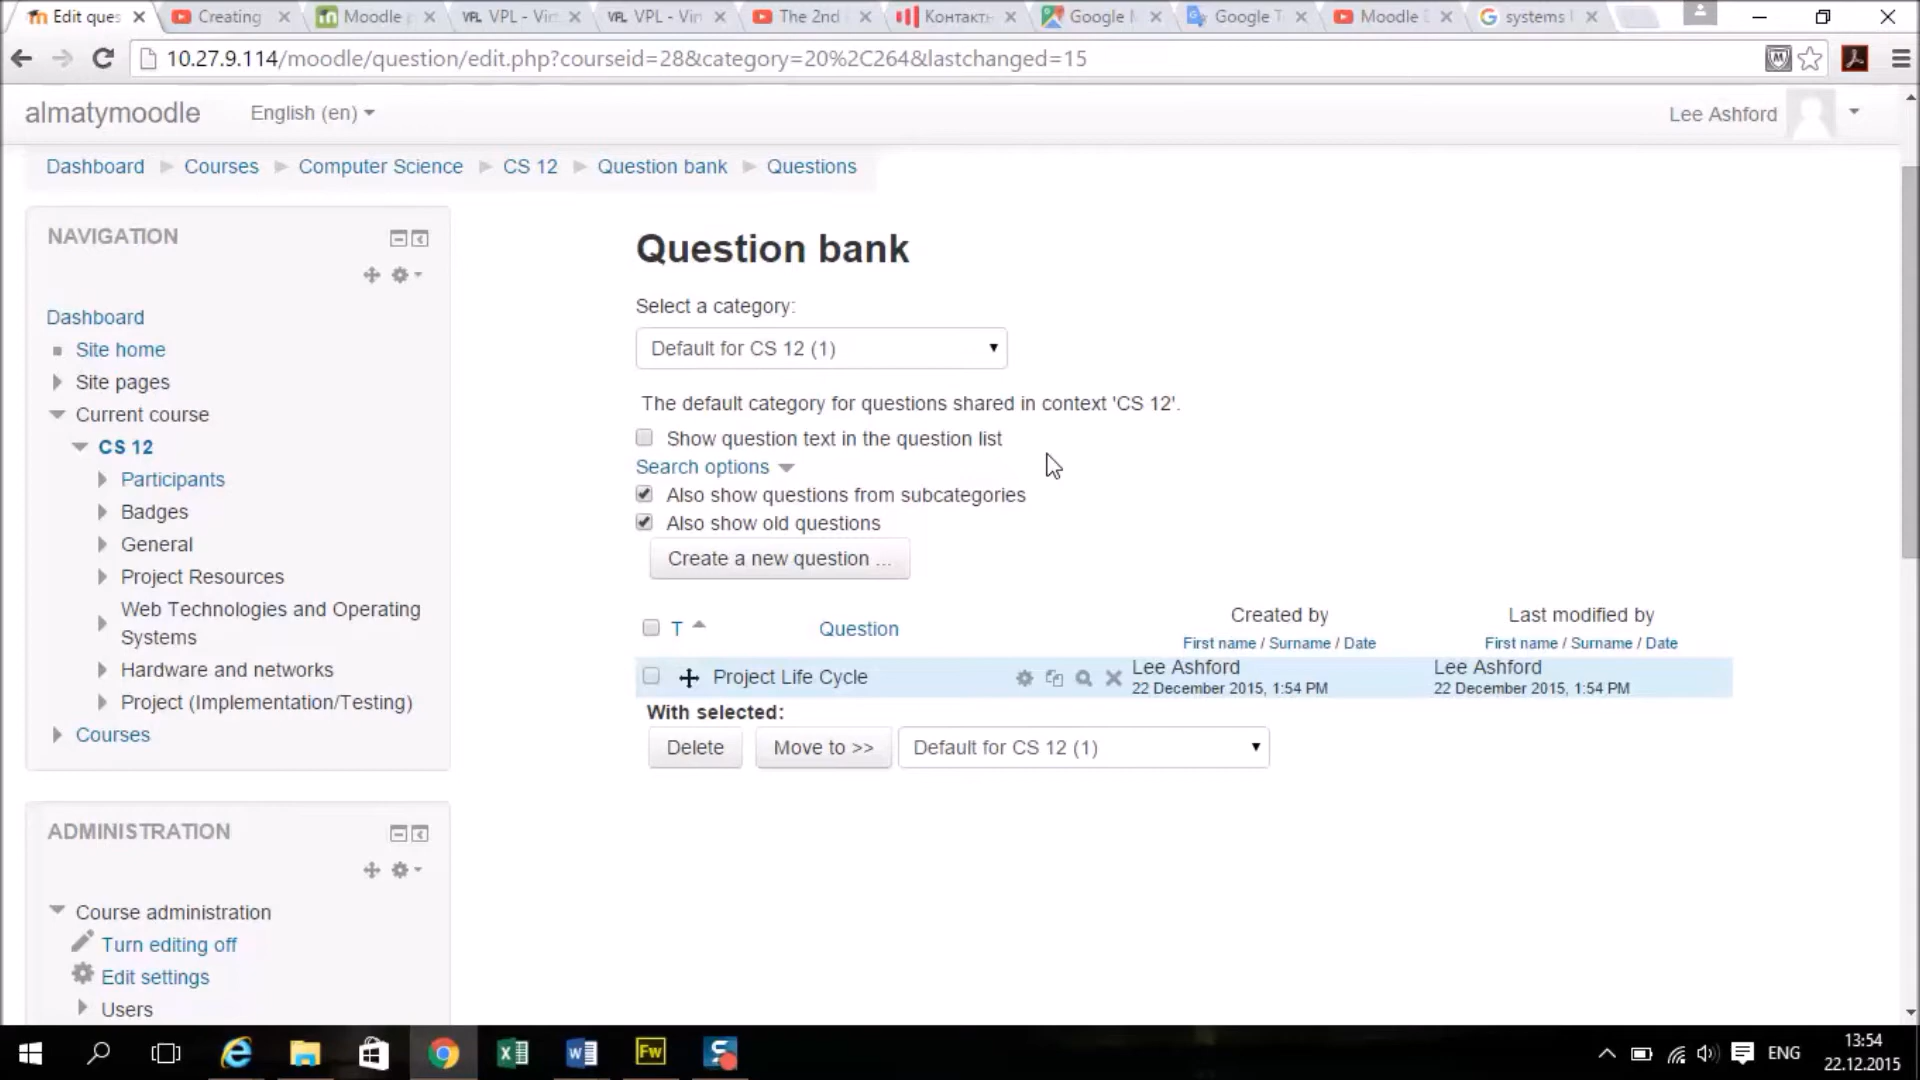 Edit ques
Creating
Moodle
VPL - Vir
VPL - Vir
The 2nd
Контактн
Google
Google T
Moodle
systems
10.27.9.114/moodle/question/edit.php?courseid=28&category=20%2C264&lastchanged=15
almatymoodle
English (en)
Lee Ashford
Dashboard
Courses
Computer Science
CS 12
Question bank
Questions
NAVIGATION
Dashboard
Site home
Site pages
Current course
CS 12
Participants
Badges
General
Project Resources
Web Technologies and Operating
Systems
Hardware and networks
Project (Implementation/Testing)
Courses
ADMINISTRATION
Course administration
Turn editing off
Edit settings
Users
Question bank
Select a category:
Default for CS 12 (1)
The default category for questions shared in context 'CS 12'.
Show question text in the question list
Search options
Also show questions from subcategories
Also show old questions
Create a new question ...
T
Question
Created by
First name / Surname / Date
Last modified by
First name / Surname / Date
Project Life Cycle
Lee Ashford
22 December 2015, 1:54 PM
Lee Ashford
22 December 2015, 1:54 PM
With selected:
Delete
Move to >>
Default for CS 12 (1)
Fw
ENG
13:54
22.12.2015